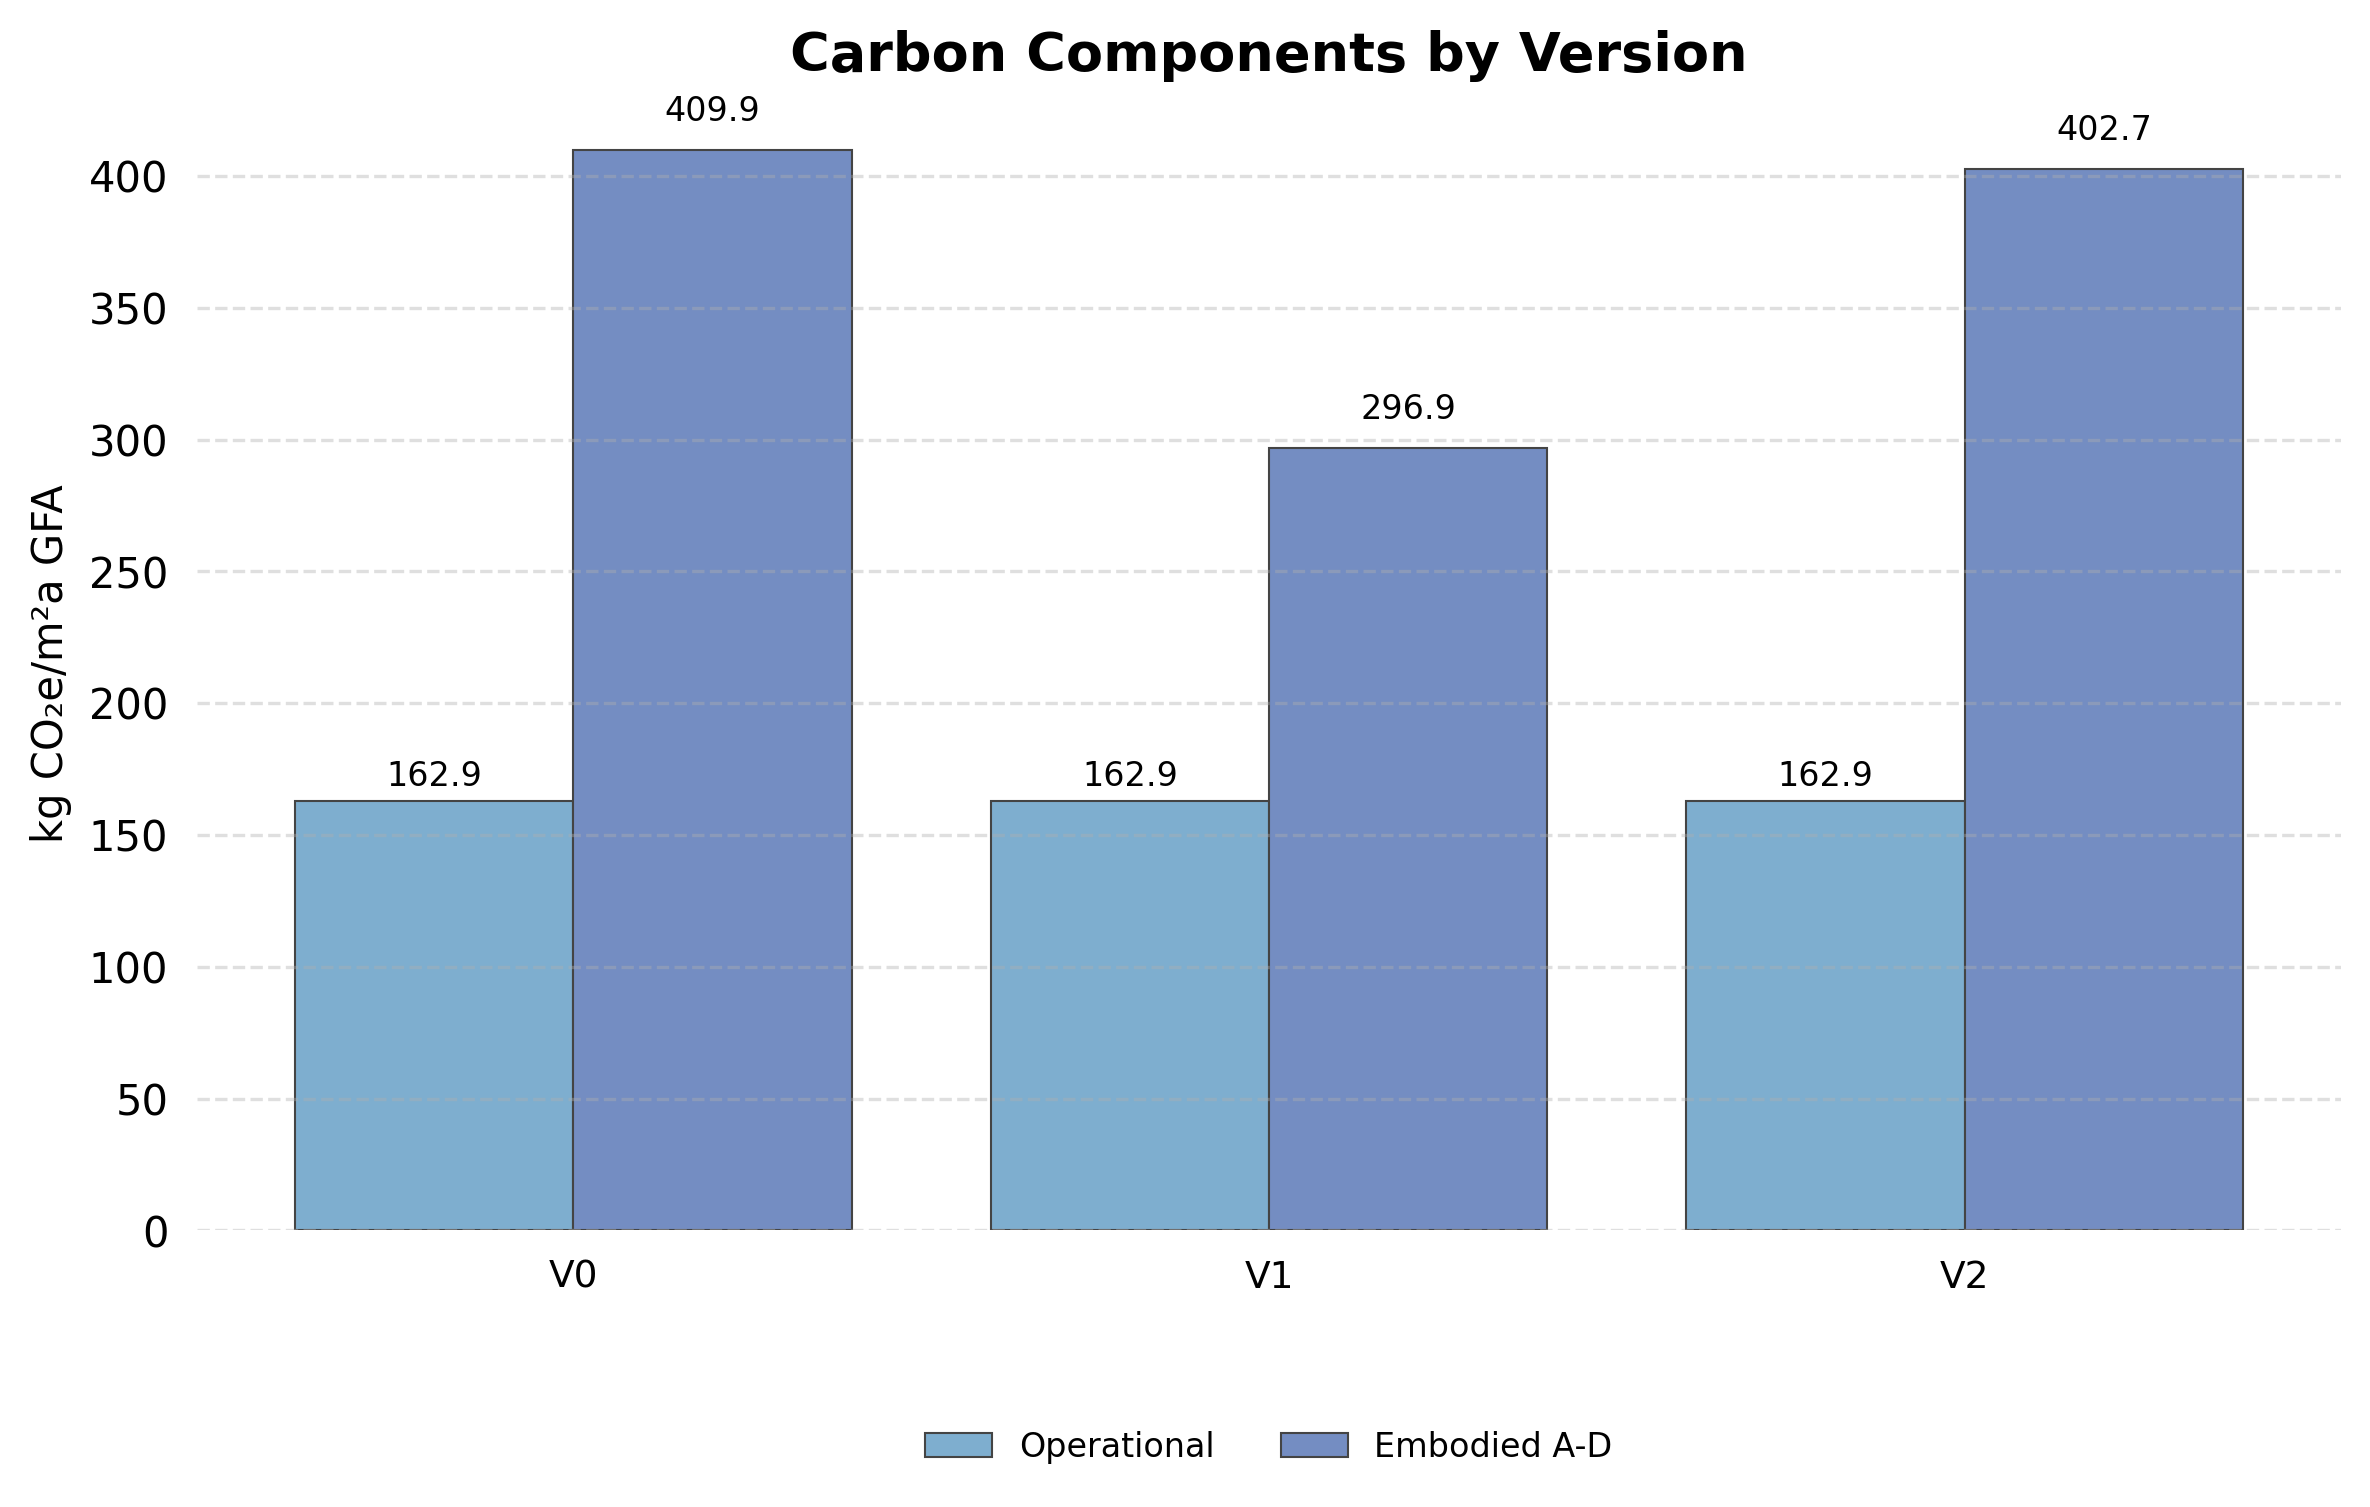 Carbon Components by Version
kg CO₂e/m²a GFA
400
350
300
250
200
150
100
50
0
409.9
402.7
296.9
162.9
162.9
162.9
V0
V1
V2
Operational
Embodied A-D